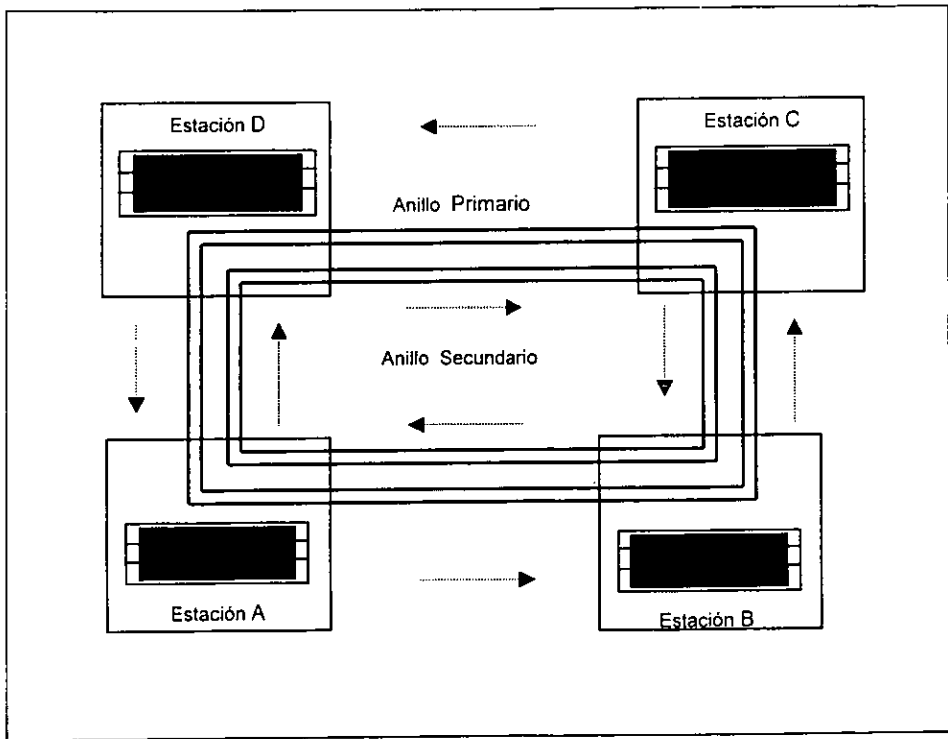 Estación D
Estación C
Anillo Primario
Anillo Secundario
Estación A
Estación B